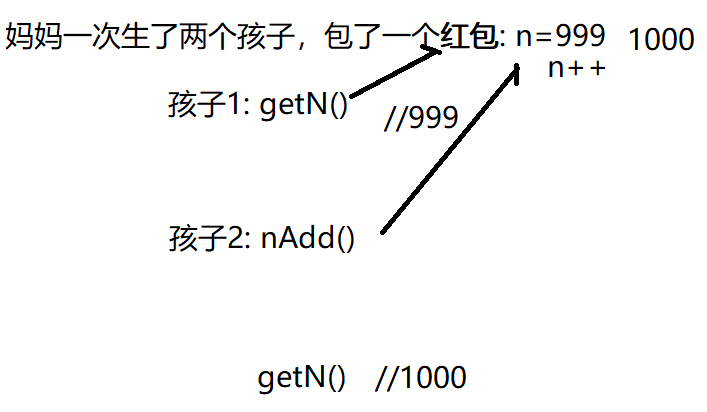 妈妈一次生了两个孩子，包了一个红包: n=999 1000
n++
孩子1: getN() //999
孩子2: nAdd()
getN() //1000